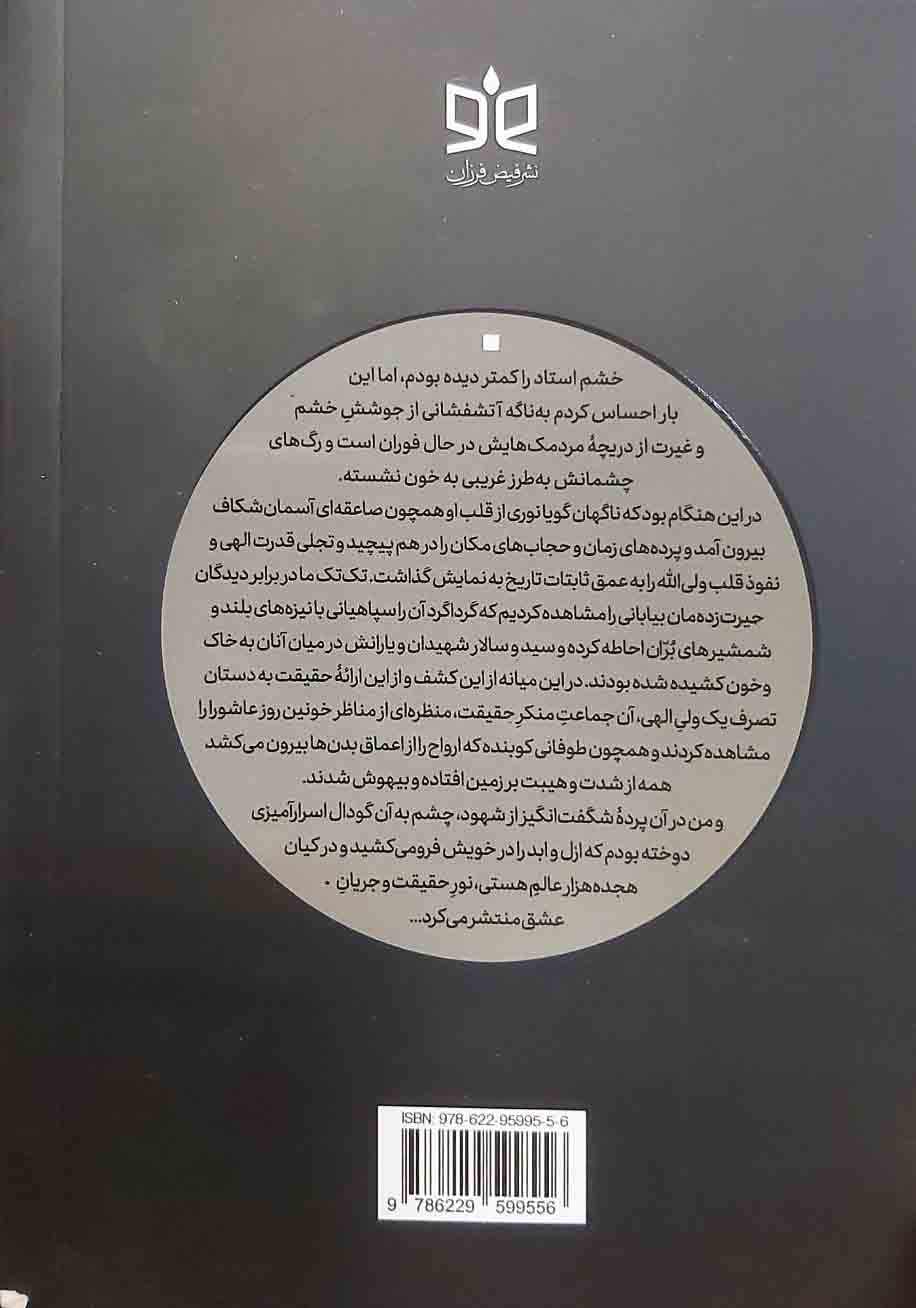 نشر فیض فرزان
خشم استاد را کمتر دیده بودم، اما این
بار احساس کردم به‌ناگه آتشفشانی از جوششِ خشم
و غیرت از دریچهٔ مردمک‌هایش در حال فوران است و رگ‌های
چشمانش به‌طرز غریبی به خون نشسته.
در این هنگام بود که ناگهان گویا نوری از قلب او همچون صاعقه‌ای آسمان‌شکاف
بیرون آمد و پرده‌های زمان و حجاب‌های مکان را در هم پیچید و تجلی قدرت الهی و
نفوذ قلب ولی‌الله را به عمق ثابتات تاریخ به نمایش گذاشت. تک‌تک ما در برابر دیدگان
حیرت‌زده‌مان بیابانی را مشاهده کردیم که گرداگرد آن را سپاهیانی با نیزه‌های بلند و
شمشیرهای بُرّان احاطه کرده و سید و سالار شهیدان و یارانش در میان آنان به خاک
و خون کشیده شده بودند. در این میانه از این کشف و از این ارائهٔ حقیقت به دستان
تصرف یک ولیِ الهی، آن جماعتِ منکرِ حقیقت، منظره‌ای از مناظر خونین روز عاشورا را
مشاهده کردند و همچون طوفانی کوبنده که ارواح را از اعماق بدن‌ها بیرون می‌کشد
همه از شدت و هیبت بر زمین افتاده و بیهوش شدند.
و من در آن پردهٔ شگفت‌انگیز از شهود، چشم به آن گودال اسرارآمیزی
دوخته بودم که ازل و ابد را در خویش فرو می‌کشید و در کیان
هجده هزار عالم هستی، نورِ حقیقت و جریانِ
عشق منتشر می‌کرد...
ISBN: 978-622-95995-5-6
9 786229 599556